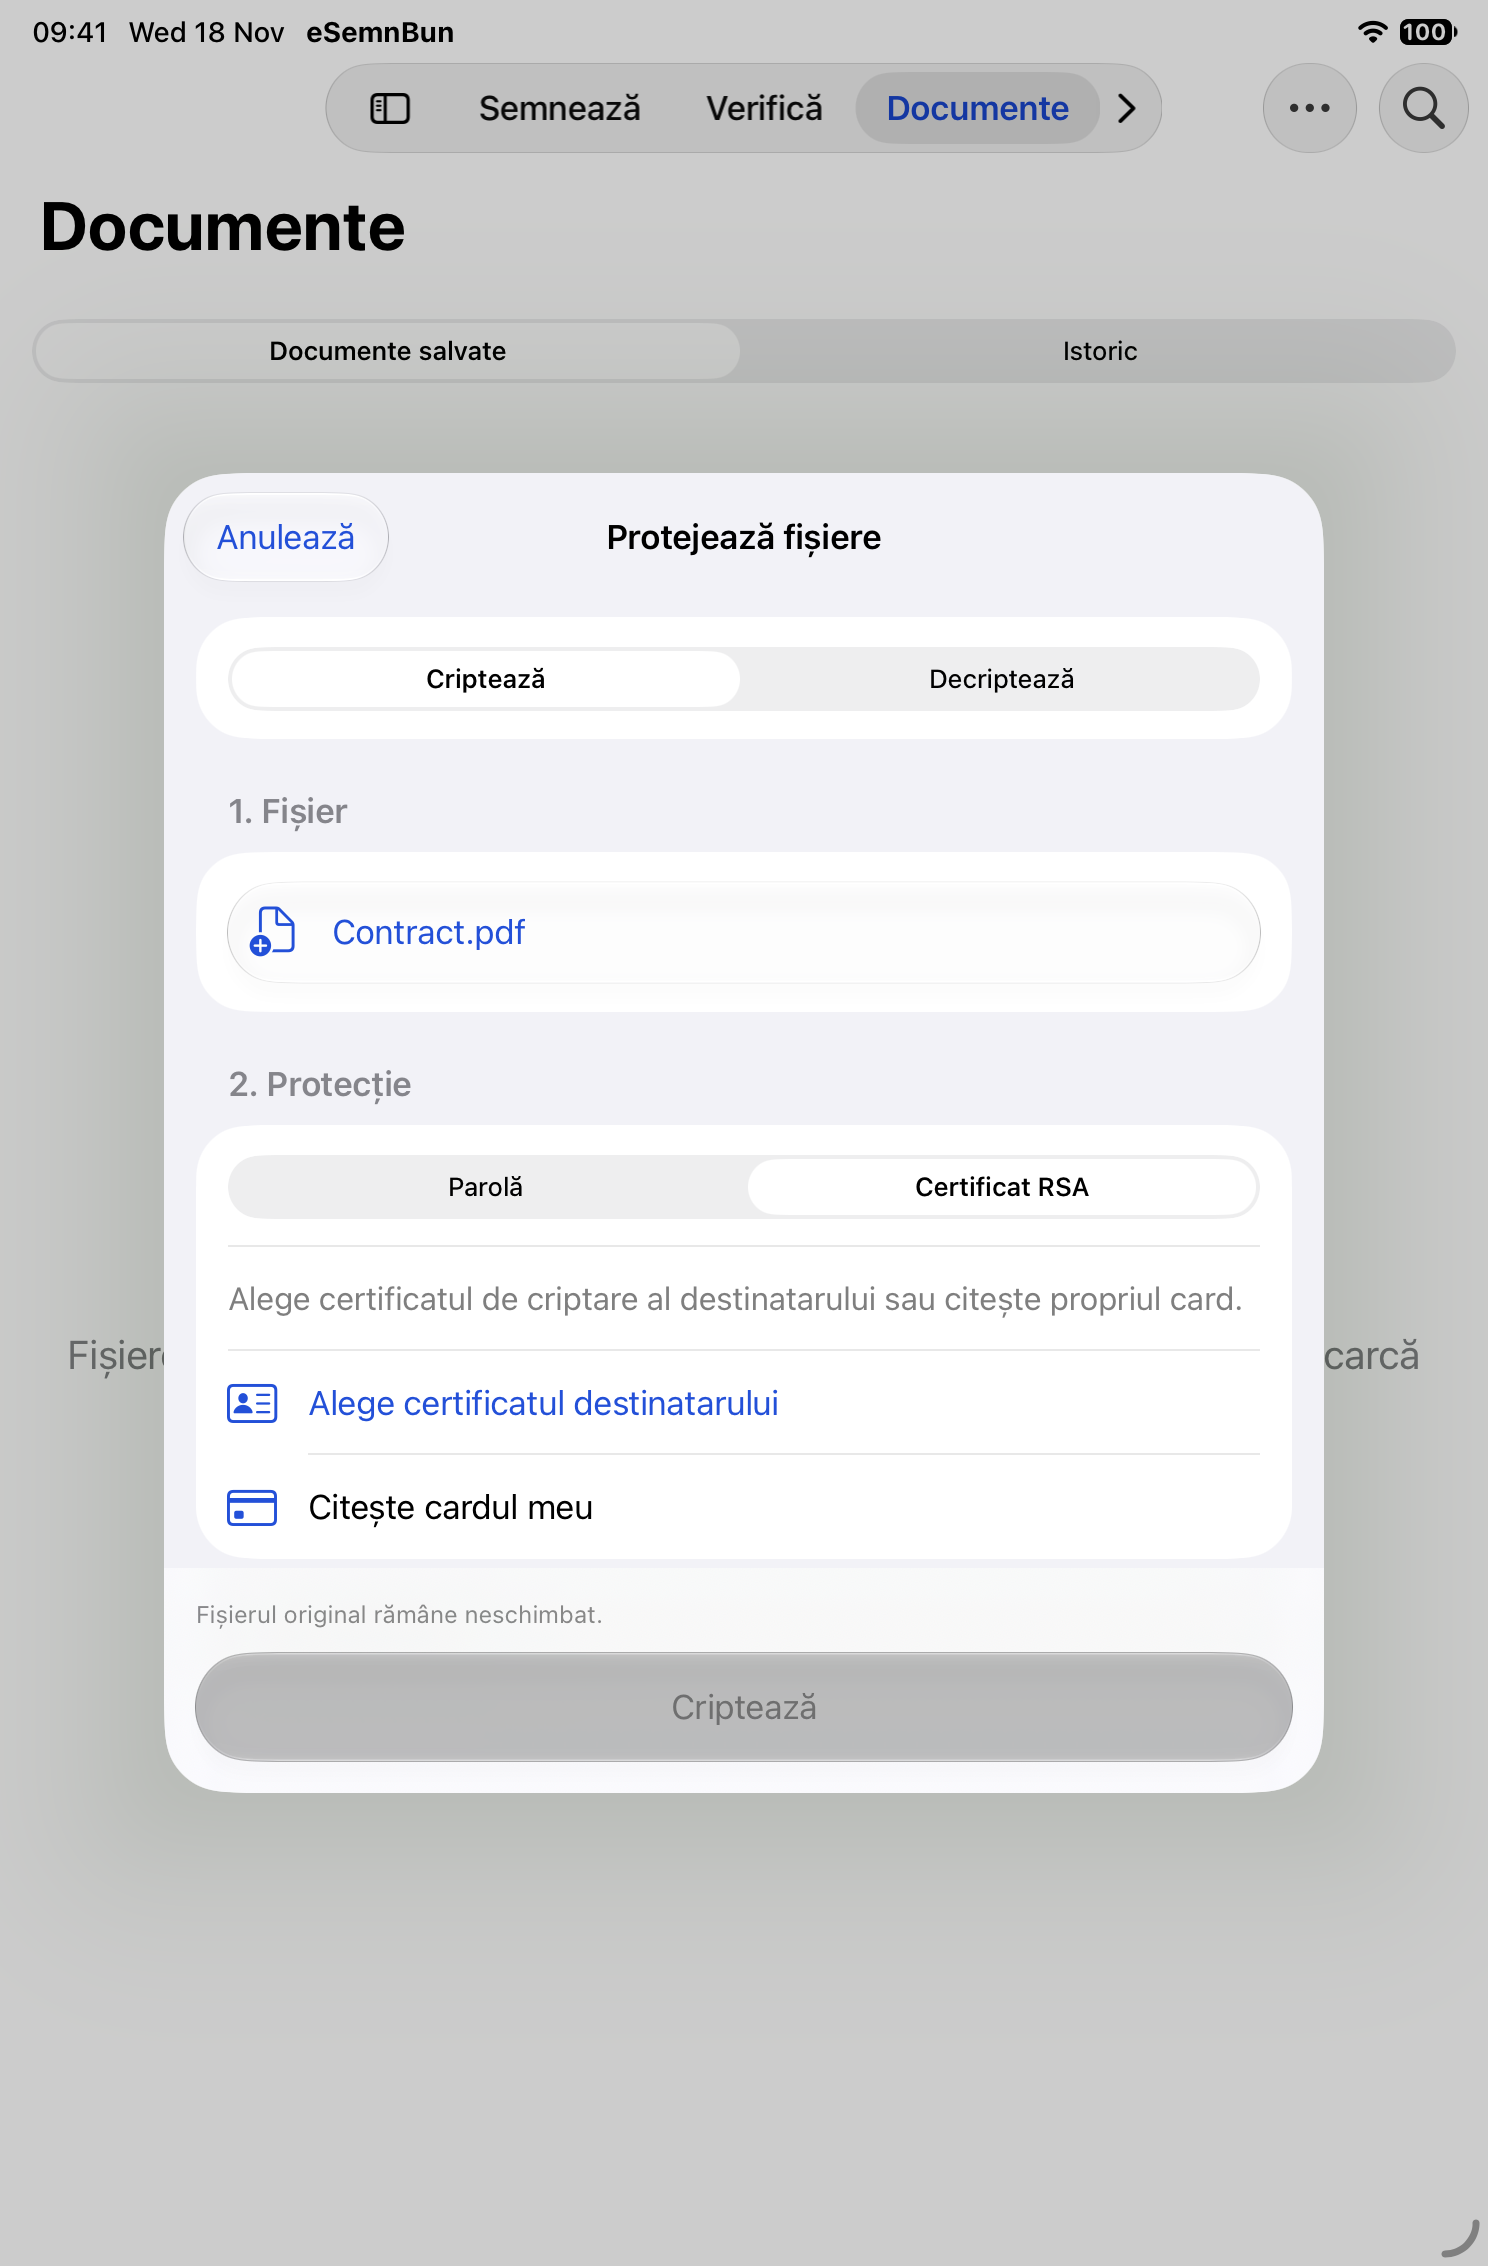 09:41 Wed 18 Nov eSemnBun 100
Semnează Verifică Documente
Documente
Documente salvate Istoric
Anulează Protejează fișiere
Criptează Decriptează
1. Fișier
Contract.pdf
2. Protecție
Parolă Certificat RSA
Alege certificatul de criptare al destinatarului sau citește propriul card.
Fișier carcă
Alege certificatul destinatarului
Citește cardul meu
Fișierul original rămâne neschimbat.
Criptează